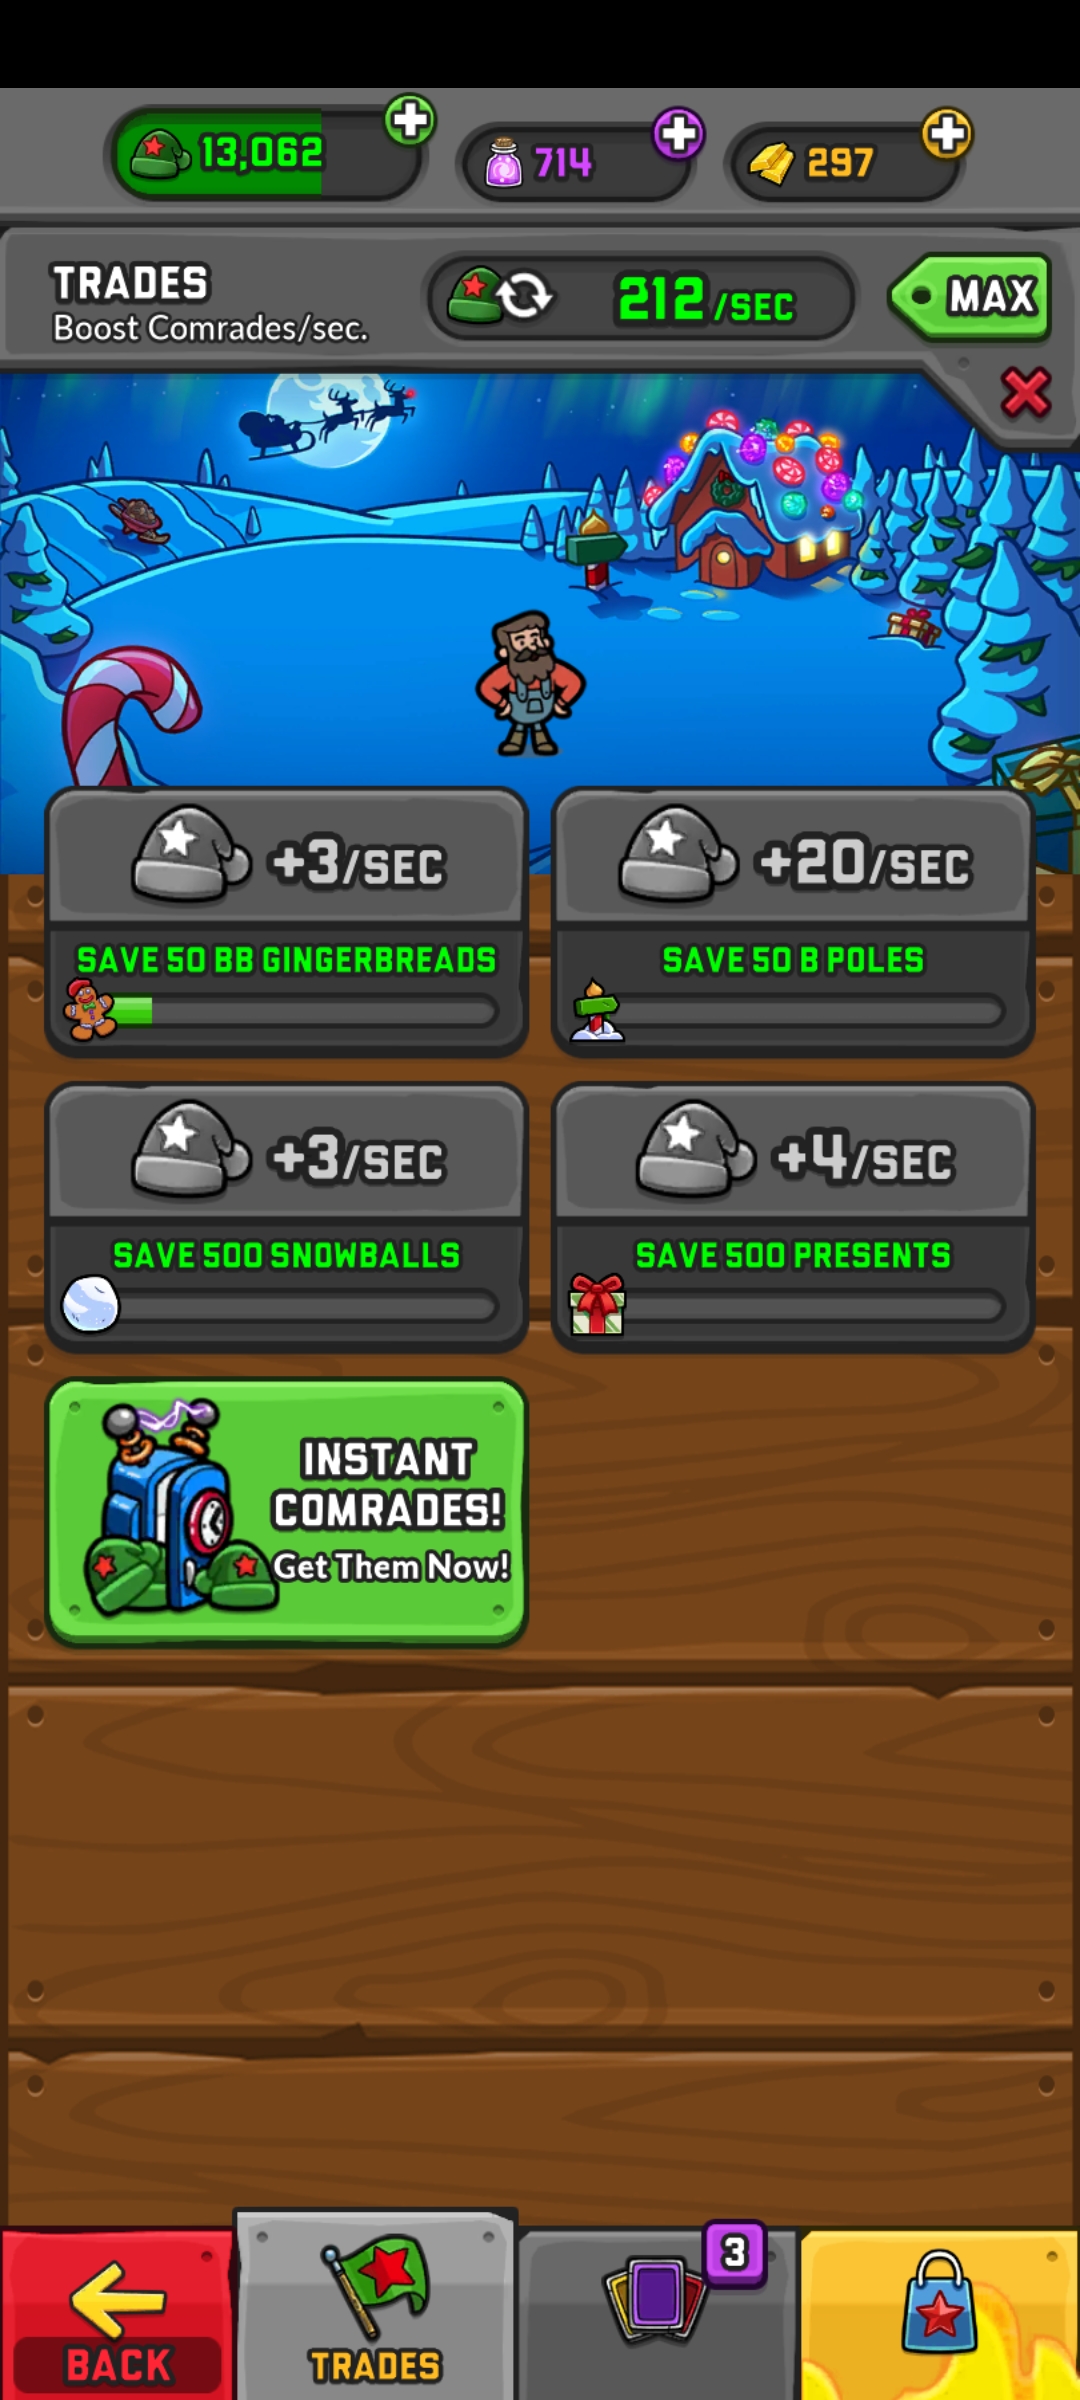 13,062
714
297
TRADES
Boost Comrades/sec.
212/SEC
MAX
+3/SEC
SAVE 50 BB GINGERBREADS
+20/SEC
SAVE 50 B POLES
+3/SEC
SAVE 500 SNOWBALLS
+4/SEC
SAVE 500 PRESENTS
INSTANT
COMRADES!
Get Them Now!
3
BACK
TRADES